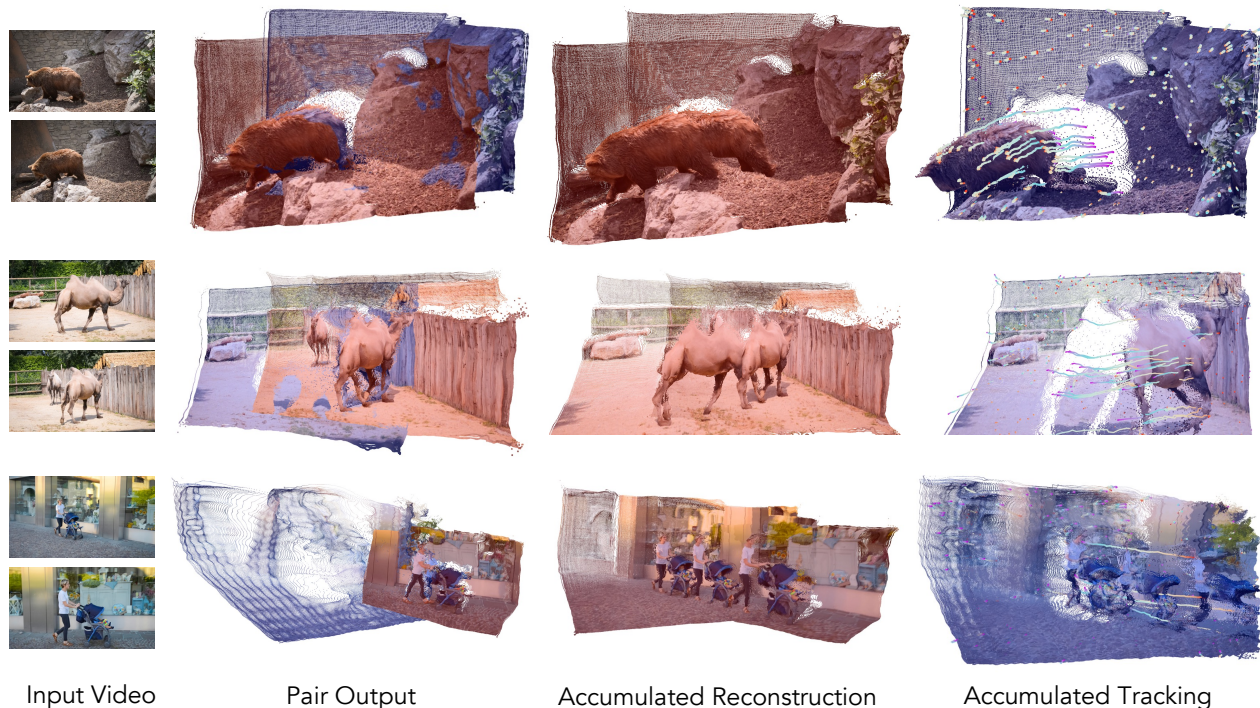 Input Video
Pair Output
Accumulated Reconstruction
Accumulated Tracking